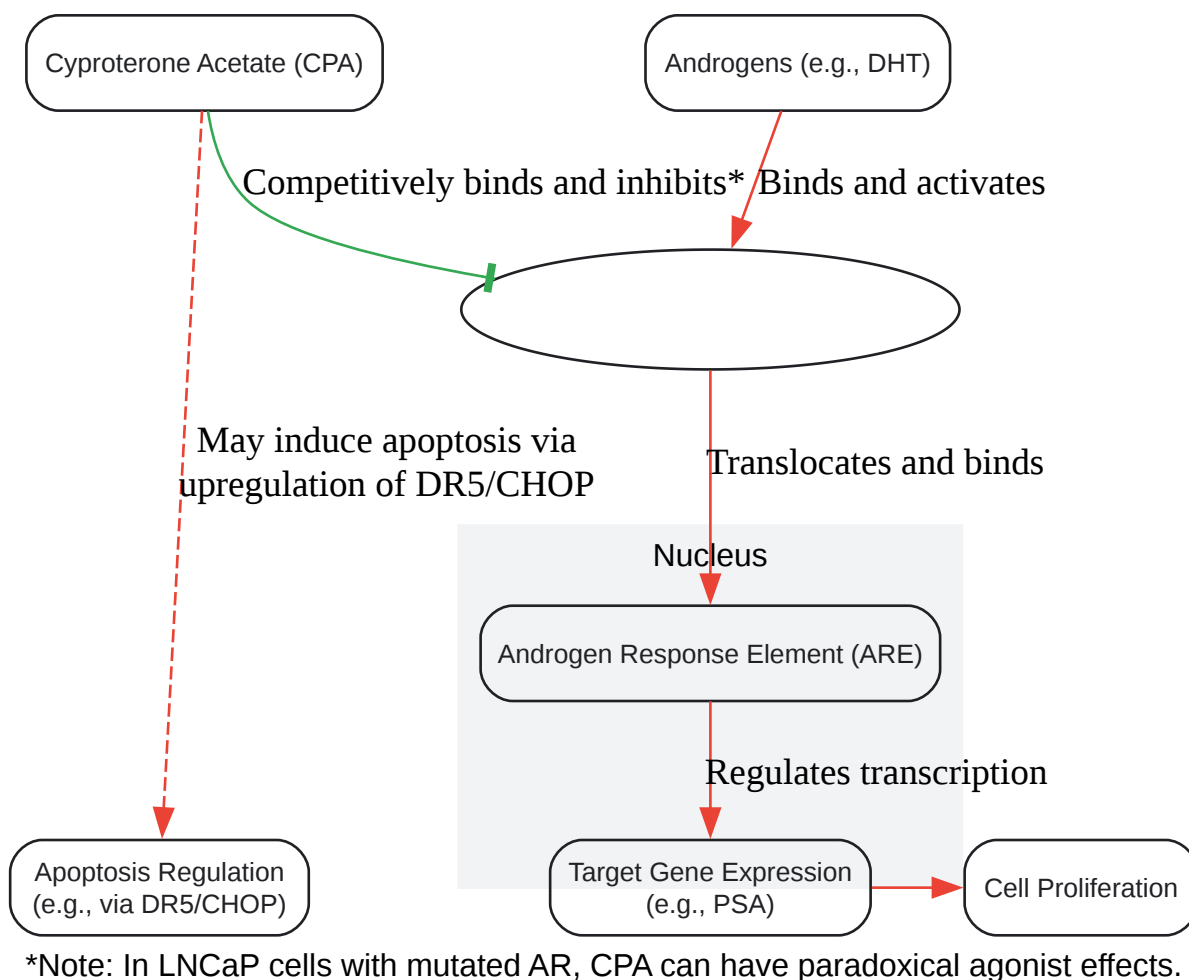 Cyproterone Acetate (CPA)
Androgens (e.g., DHT)
Competitively binds and inhibits*
Binds and activates
May induce apoptosis via
upregulation of DR5/CHOP
Translocates and binds
Nucleus
Androgen Response Element (ARE)
Regulates transcription
Apoptosis Regulation
(e.g., via DR5/CHOP)
Target Gene Expression
(e.g., PSA)
Cell Proliferation
*Note: In LNCaP cells with mutated AR, CPA can have paradoxical agonist effects.